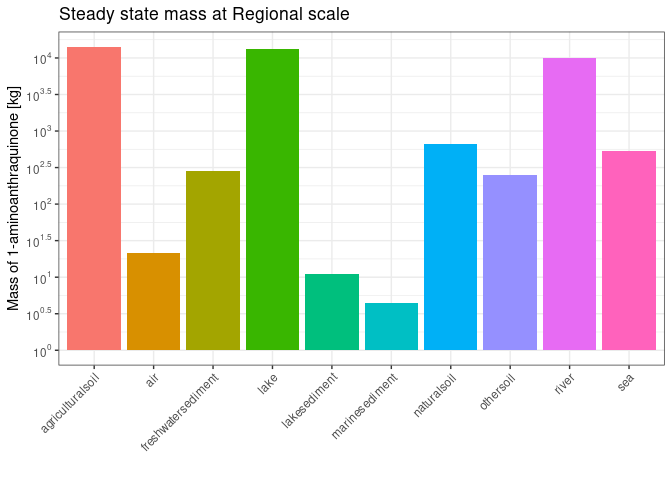 Steady state mass at Regional scale
Mass of 1-aminoanthraquinone [kg]
10^4
10^3.5
10^3
10^2.5
10^2
10^1.5
10^1
10^0.5
10^0
agriculturalsoil
air
freshwatersediment
lake
lakesediment
marinesediment
naturalsoil
othersoil
river
sea